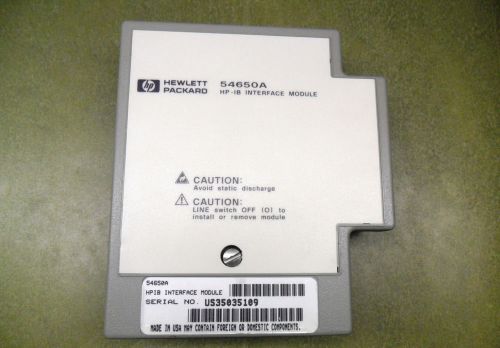 hp HEWLETT PACKARD
54650A
HP-IB INTERFACE MODULE
CAUTION:
Avoid static discharge
CAUTION:
LINE switch OFF (O) to
install or remove module
54650A
HPIB INTERFACE MODULE
SERIAL NO. US35035109
MADE IN USA MAY CONTAIN FOREIGN OR DOMESTIC COMPONENTS.